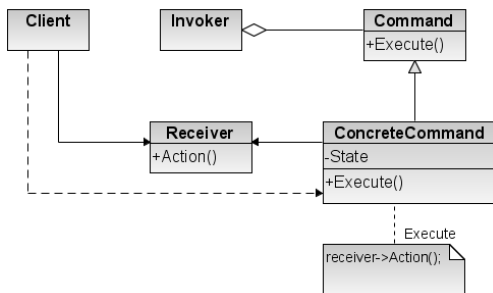 Client
Invoker
Command
+Execute()
Receiver
+Action()
ConcreteCommand
-State
+Execute()
Execute
receiver->Action();